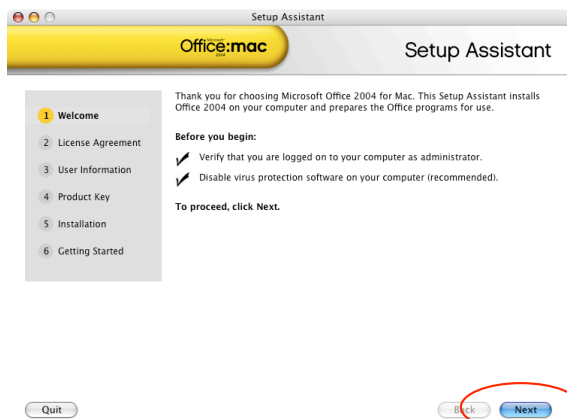 Setup Assistant
Microsoft
Office:mac
2004
Setup Assistant
Thank you for choosing Microsoft Office 2004 for Mac. This Setup Assistant installs
Office 2004 on your computer and prepares the Office programs for use.
1 Welcome
2 License Agreement
3 User Information
4 Product Key
5 Installation
6 Getting Started
Before you begin:
Verify that you are logged on to your computer as administrator.
Disable virus protection software on your computer (recommended).
To proceed, click Next.
Quit
Back
Next